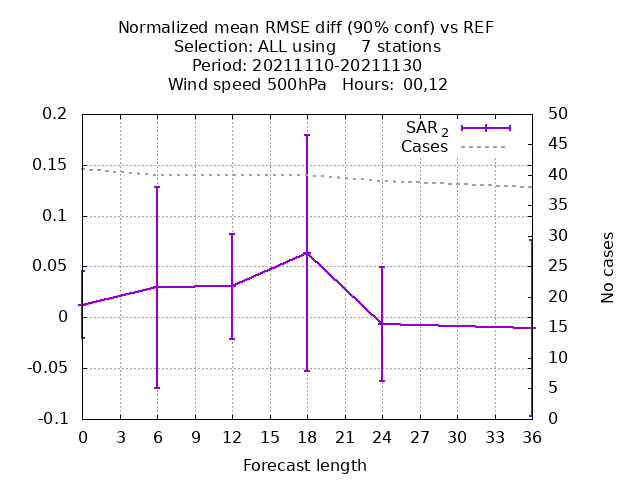 Normalized mean RMSE diff (90% conf) vs REF
Selection: ALL using     7 stations
Period: 20211110-20211130
Wind speed 500hPa   Hours:  00,12
SAR 2
Cases
0.2
0.15
0.1
0.05
0
-0.05
-0.1
50
45
40
35
30
25
20
15
10
5
0
No cases
0 3 6 9 12 15 18 21 24 27 30 33 36
Forecast length